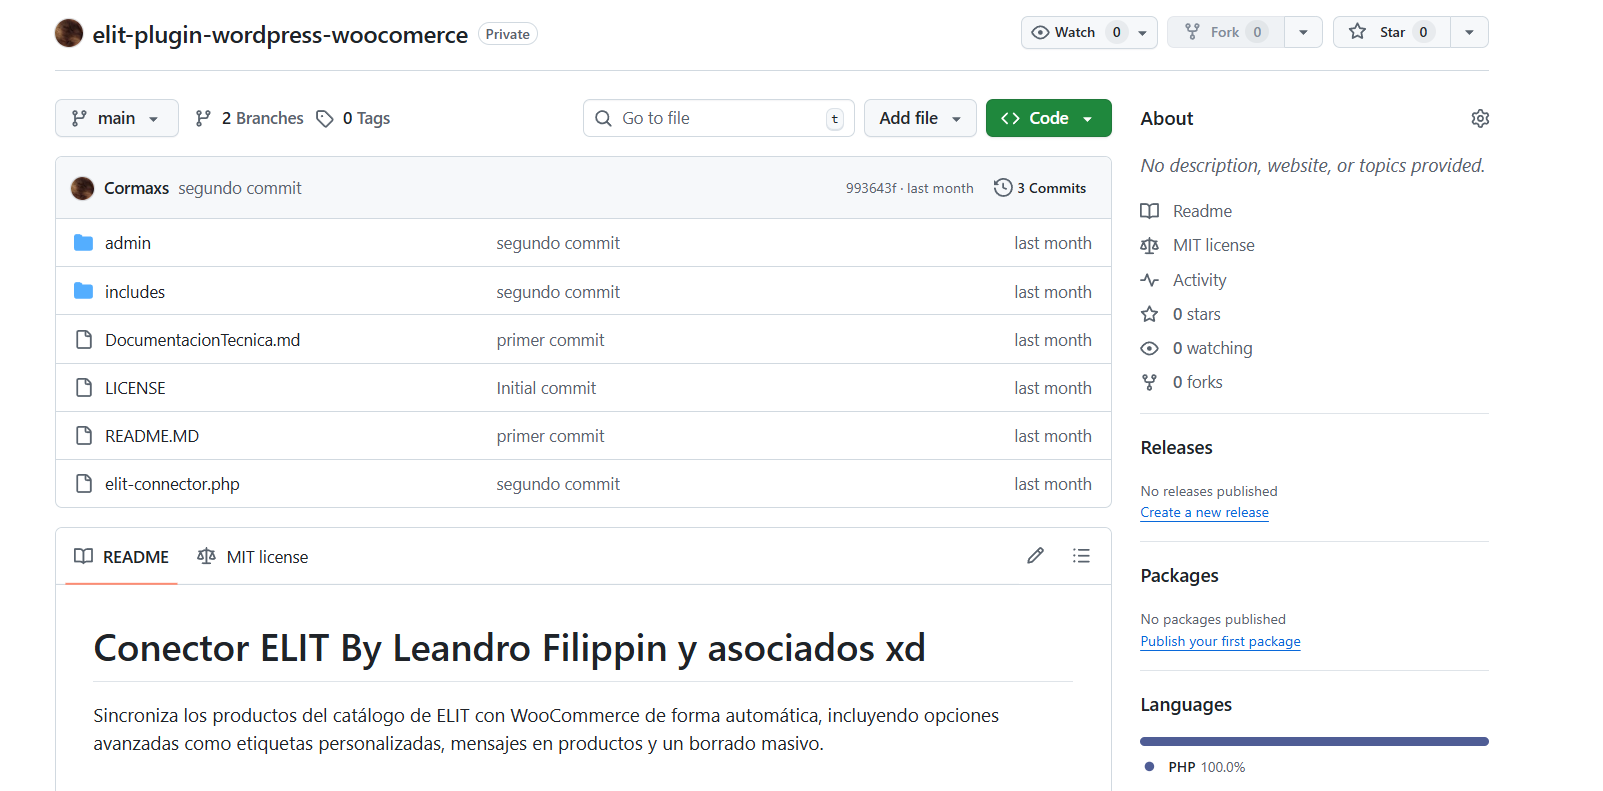 elit-plugin-wordpress-woocomerce Private Watch 0 Fork 0 Star 0
main 2 Branches 0 Tags Go to file t Add file Code
Cormaxs segundo commit 993643f · last month 3 Commits
admin segundo commit last month
includes segundo commit last month
DocumentacionTecnica.md primer commit last month
LICENSE Initial commit last month
README.MD primer commit last month
elit-connector.php segundo commit last month
README MIT license
Conector ELIT By Leandro Filippin y asociados xd
Sincroniza los productos del catálogo de ELIT con WooCommerce de forma automática, incluyendo opciones
avanzadas como etiquetas personalizadas, mensajes en productos y un borrado masivo.
About
No description, website, or topics provided.
Readme
MIT license
Activity
0 stars
0 watching
0 forks
Releases
No releases published
Create a new release
Packages
No packages published
Publish your first package
Languages
PHP 100.0%